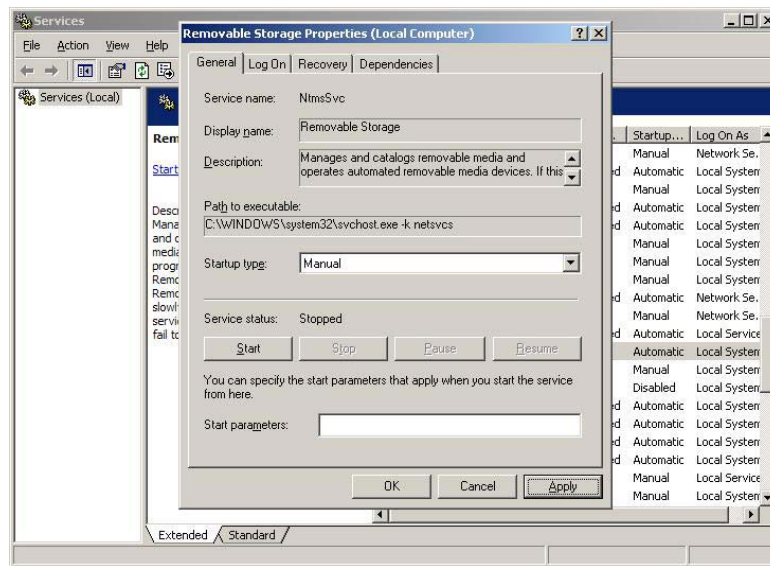 Services
File Action View Help
Services (Local)
Services (Local)
Start
and
Removable Storage Properties (Local Computer)
General Log On Recovery Dependencies
Service name: NtmsSvc
Display name: Removable Storage
Description: Manages and catalogs removable media and
operates automated removable media devices. If this
Path to executable:
C:\WINDOWS\system32\svchost.exe -k netsvcs
Startup type: Manual
Service status: Stopped
Start Stop Pause Resume
You can specify the start parameters that apply when you start the service
from here.
Start parameters:
OK Cancel Apply
Startup... Log On As
Manual Network Se.
Automatic Local System
Manual Local System
Automatic Local System
Automatic Local System
Manual Local System
Manual Local System
Manual Local System
Automatic Network Se.
Manual Network Se.
Automatic Local Service
Automatic Local System
Manual Local System
Disabled Local System
Automatic Local System
Automatic Local System
Automatic Local System
Automatic Local System
Manual Local Service
Manual Local System
Extended Standard